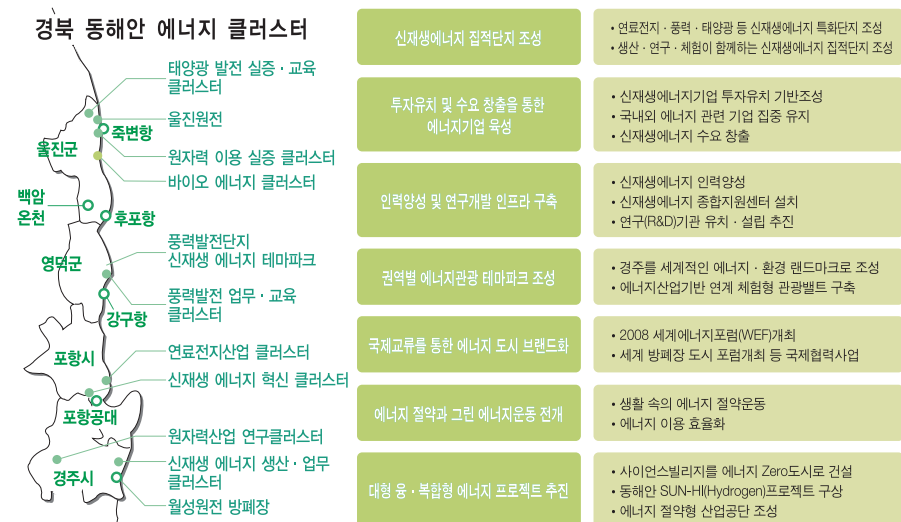 경북 동해안 에너지 클러스터
태양광 발전 실증 · 교육
클러스터
울진원전
죽변항
울진군
원자력 이용 실증 클러스터
바이오 에너지 클러스터
백암
온천
후포항
풍력발전단지
신재생 에너지 테마파크
영덕군
풍력발전 업무 · 교육
클러스터
강구항
연료전지산업 클러스터
포항시
신재생 에너지 혁신 클러스터
포항공대
원자력산업 연구클러스터
신재생 에너지 생산 · 업무
클러스터
경주시
월성원전 방폐장
신재생에너지 집적단지 조성
• 연료전지 · 풍력 · 태양광 등 신재생에너지 특화단지 조성
• 생산 · 연구 · 체험이 함께하는 신재생에너지 집적단지 조성
투자유치 및 수요 창출을 통한
에너지기업 육성
• 신재생에너지기업 투자유치 기반조성
• 국내외 에너지 관련 기업 집중 유지
• 신재생에너지 수요 창출
인력양성 및 연구개발 인프라 구축
• 신재생에너지 인력양성
• 신재생에너지 종합지원센터 설치
• 연구(R&D)기관 유치 · 설립 추진
권역별 에너지관광 테마파크 조성
• 경주를 세계적인 에너지 · 환경 랜드마크로 조성
• 에너지산업기반 연계 체험형 관광밸트 구축
국제교류를 통한 에너지 도시 브랜드화
• 2008 세계에너지포럼(WEF)개최
• 세계 방폐장 도시 포럼개최 등 국제협력사업
에너지 절약과 그린 에너지운동 전개
• 생활 속의 에너지 절약운동
• 에너지 이용 효율화
대형 융 · 복합형 에너지 프로젝트 추진
• 사이언스빌리지를 에너지 Zero도시로 건설
• 동해안 SUN-HI(Hydrogen)프로젝트 구상
• 에너지 절약형 산업공단 조성